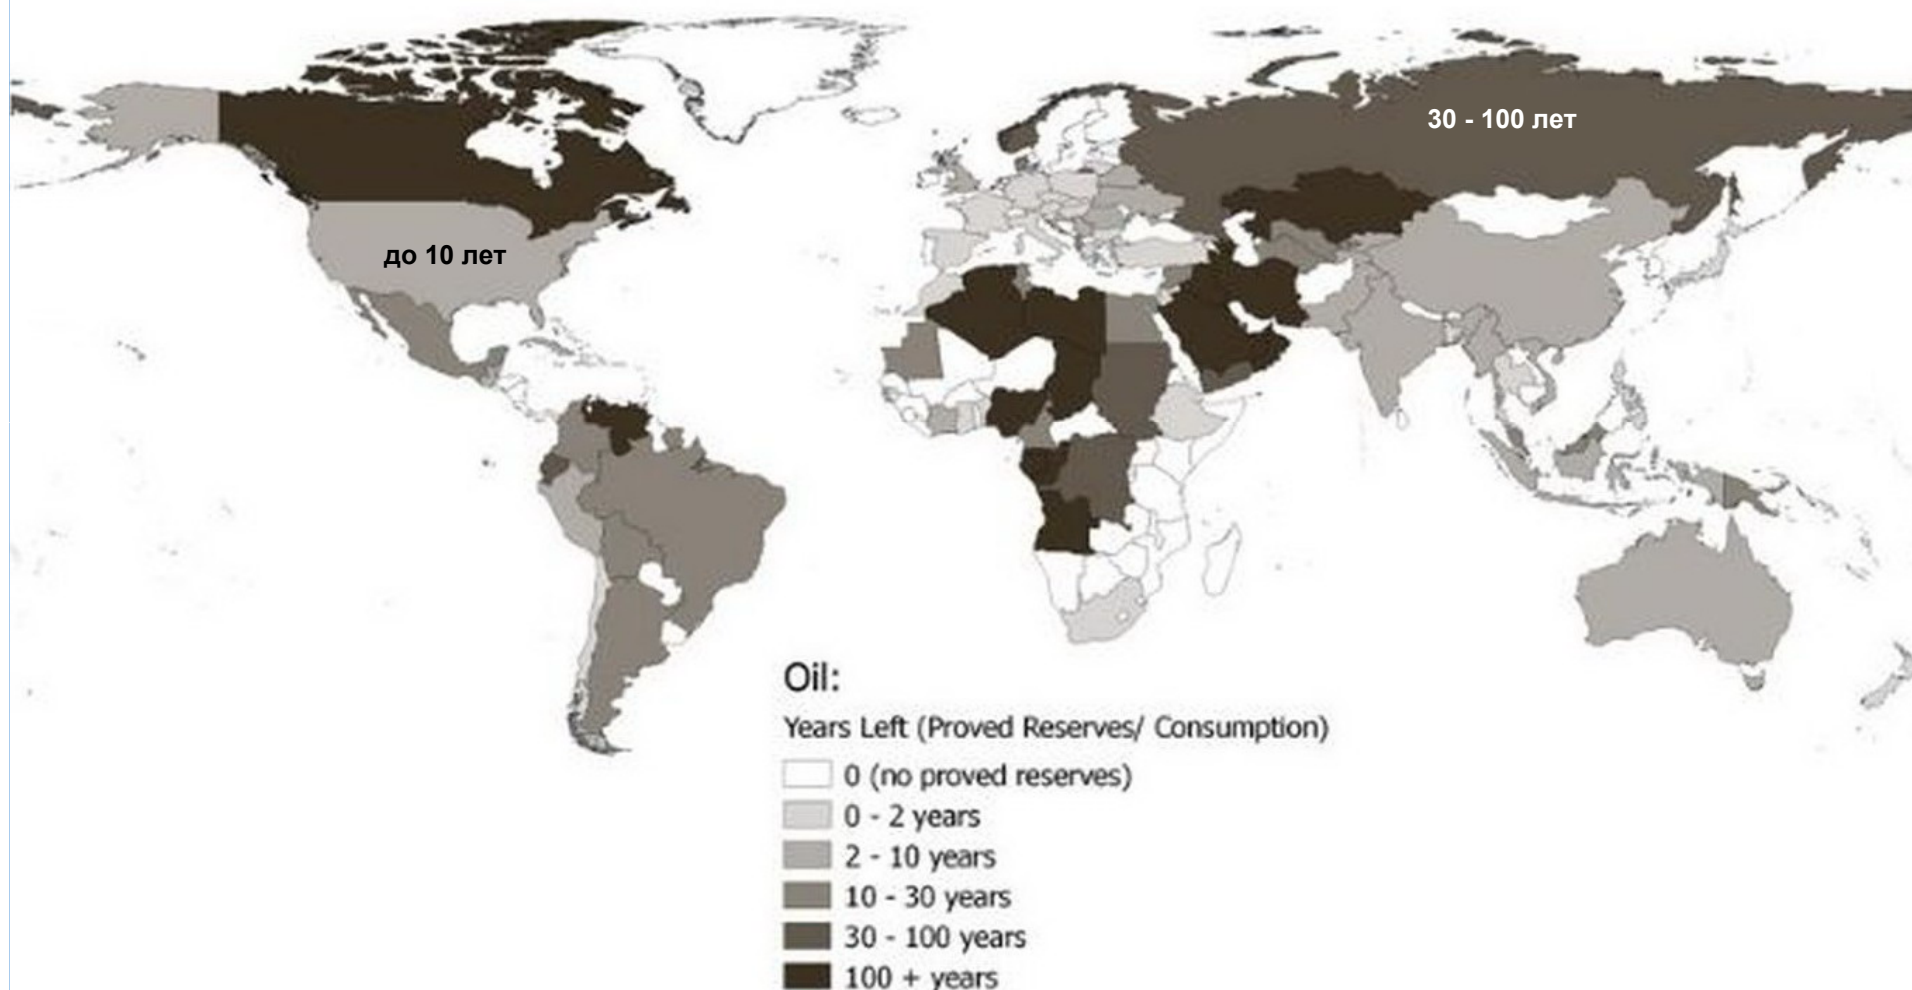 30 - 100 лет
до 10 лет
Oil:
Years Left (Proved Reserves/ Consumption)
0 (no proved reserves)
0 - 2 years
2 - 10 years
10 - 30 years
30 - 100 years
100 + years